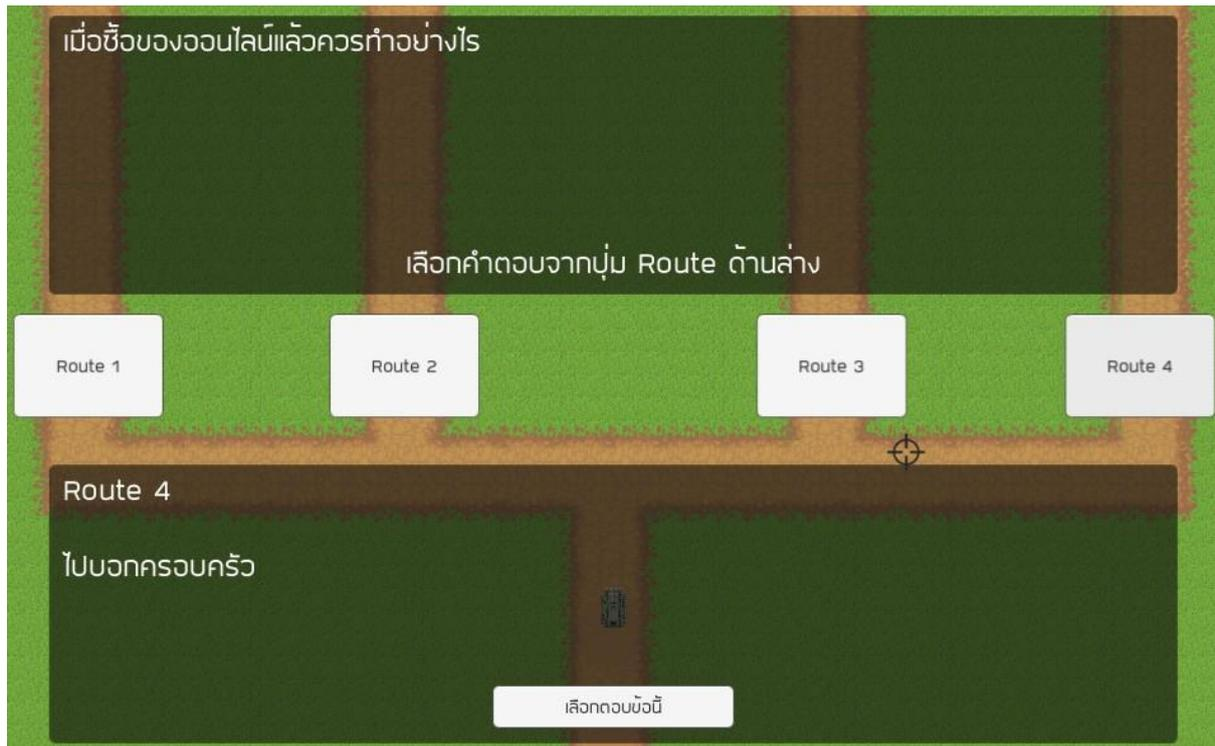 เมื่อซื้อของออนไลน์แล้วควรทำอย่างไร
เลือกคำตอบจากปุ่ม Route ด้านล่าง
Route 1
Route 2
Route 3
Route 4
Route 4
ไปบอกครอบครัว
เลือกตอบข้อนี้